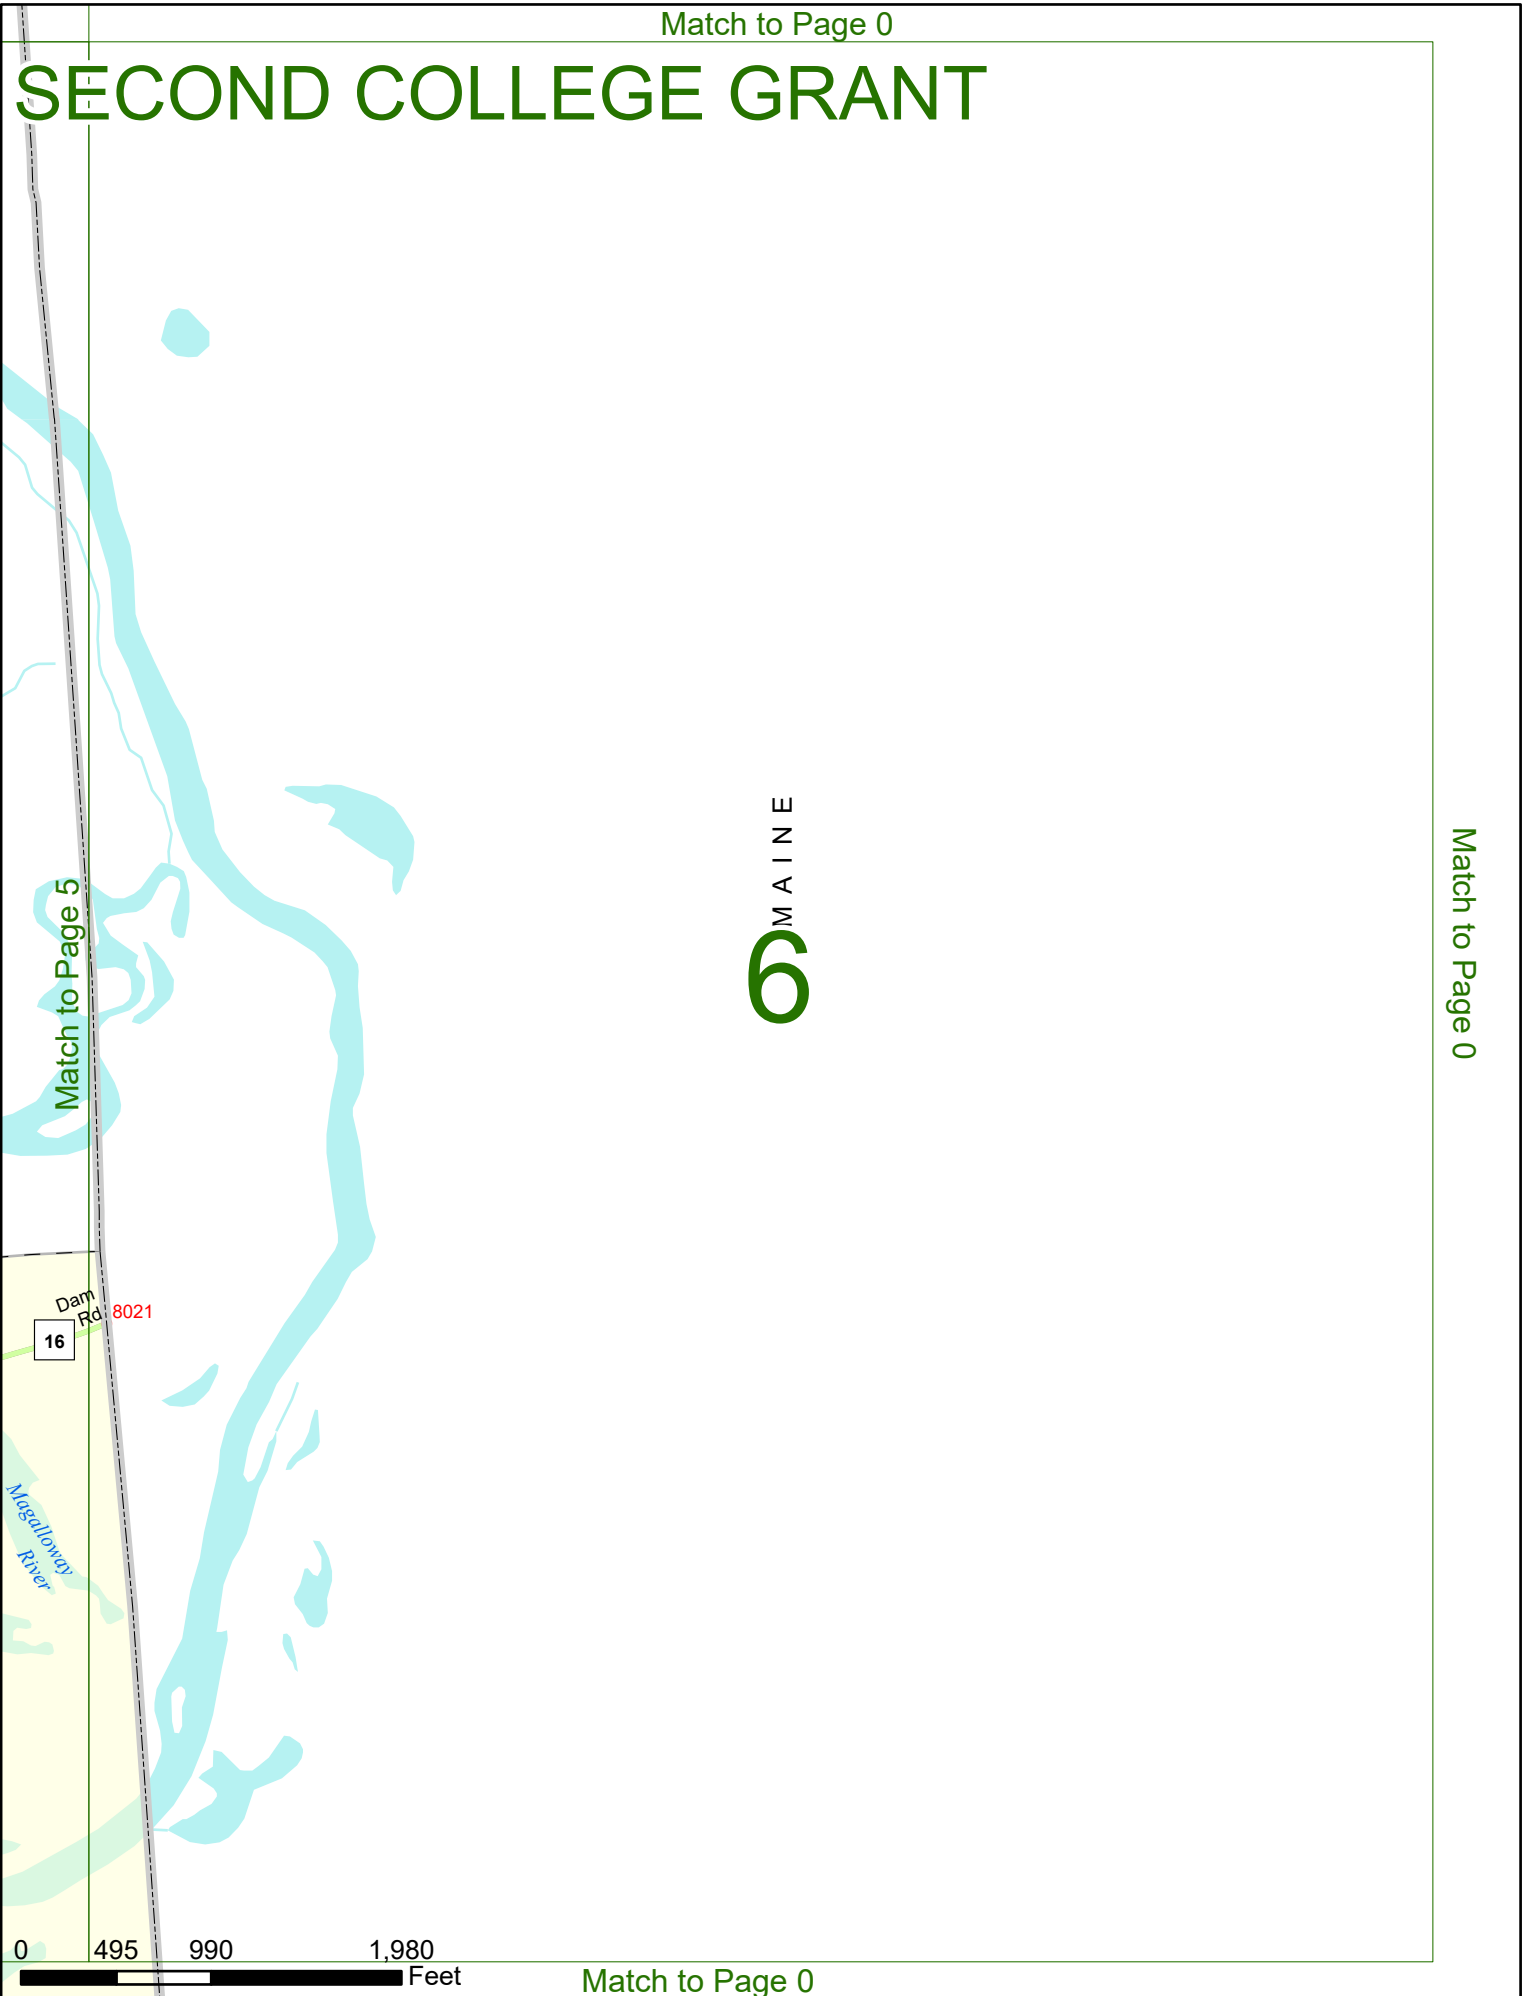 Match to Page 0
SECOND COLLEGE GRANT
MAINE
6
Match to Page 5
Match to Page 0
Dam
Rd
8021
16
Magalloway
River
0 495 990 1,980
Feet
Match to Page 0